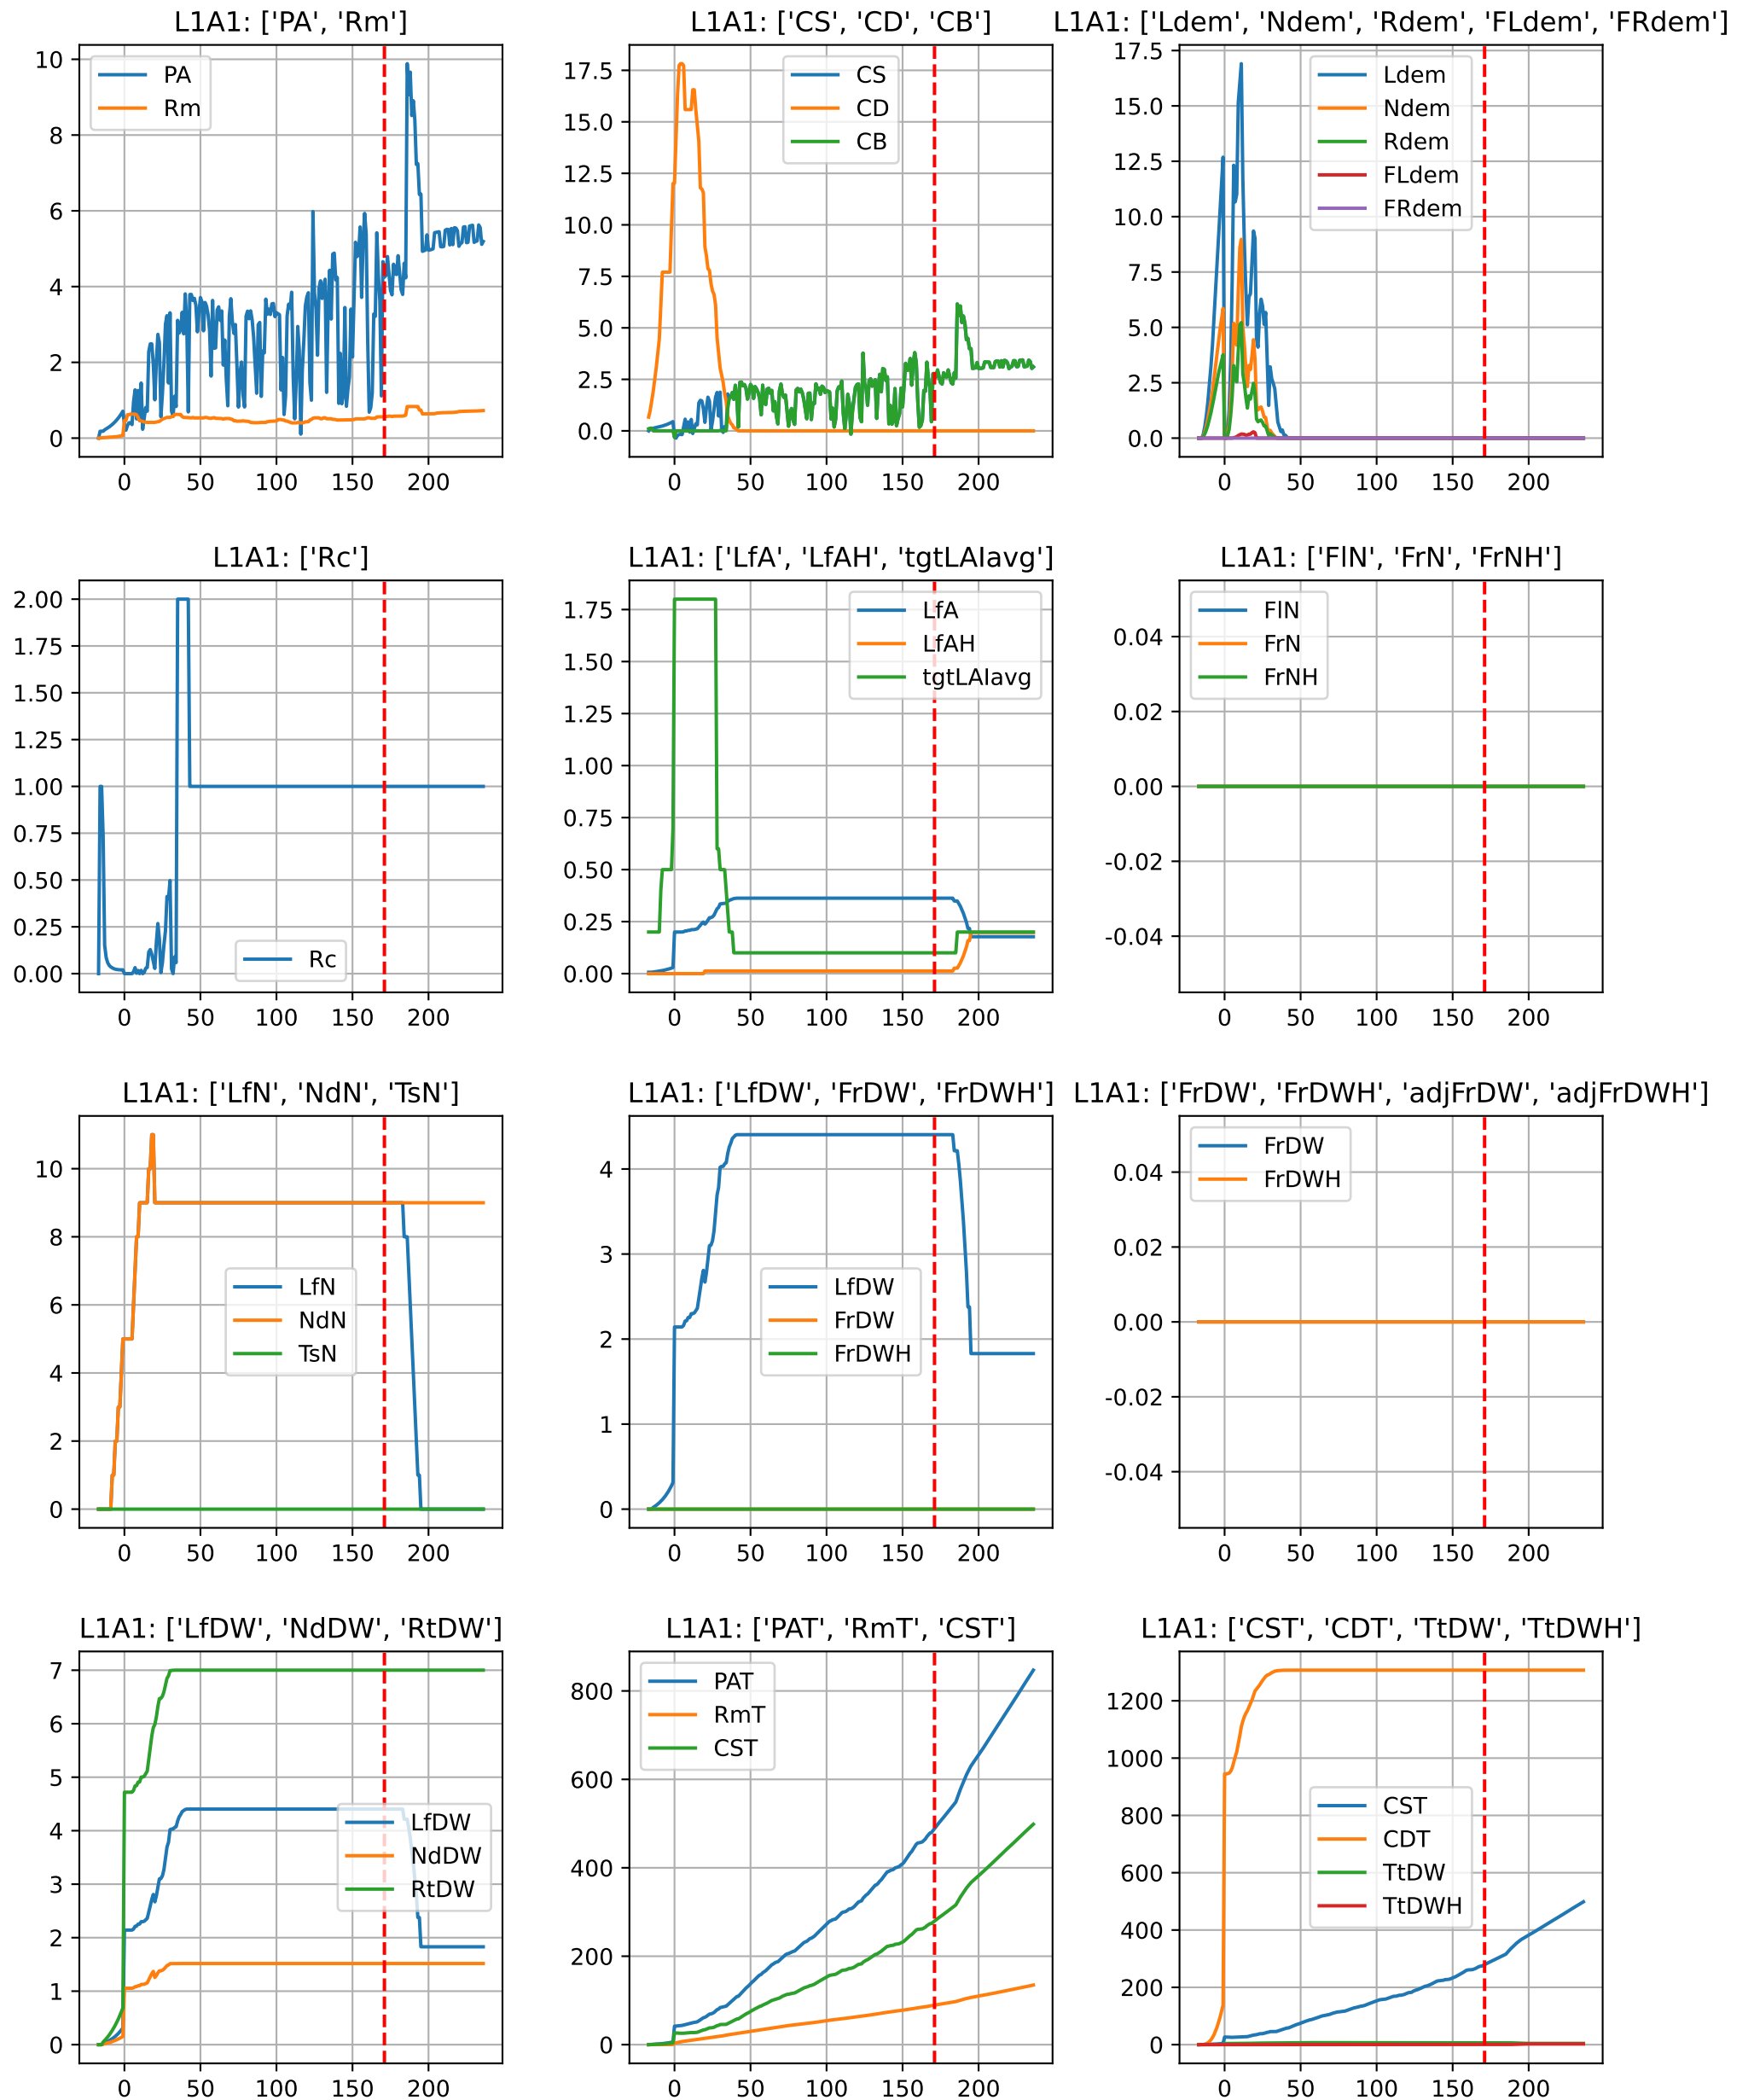 L1A1: ['PA', 'Rm']
PA
Rm
10
8
6
4
2
0
0 50 100 150 200
L1A1: ['CS', 'CD', 'CB']
CS
CD
CB
17.5
15.0
12.5
10.0
7.5
5.0
2.5
0.0
0 50 100 150 200
L1A1: ['Ldem', 'Ndem', 'Rdem', 'FLdem', 'FRdem']
Ldem
Ndem
Rdem
FLdem
FRdem
17.5
15.0
12.5
10.0
7.5
5.0
2.5
0.0
0 50 100 150 200
L1A1: ['Rc']
2.00
1.75
1.50
1.25
1.00
0.75
0.50
0.25
0.00
Rc
0 50 100 150 200
L1A1: ['LfA', 'LfAH', 'tgtLAIavg']
LfA
LfAH
tgtLAIavg
1.75
1.50
1.25
1.00
0.75
0.50
0.25
0.00
0 50 100 150 200
L1A1: ['FlN', 'FrN', 'FrNH']
FlN
FrN
FrNH
0.04
0.02
0.00
-0.02
-0.04
0 50 100 150 200
L1A1: ['LfN', 'NdN', 'TsN']
10
8
6
4
2
0
LfN
NdN
TsN
0 50 100 150 200
L1A1: ['LfDW', 'FrDW', 'FrDWH']
4
3
2
1
0
LfDW
FrDW
FrDWH
0 50 100 150 200
L1A1: ['FrDW', 'FrDWH', 'adjFrDW', 'adjFrDWH']
FrDW
FrDWH
0.04
0.02
0.00
-0.02
-0.04
0 50 100 150 200
L1A1: ['LfDW', 'NdDW', 'RtDW']
7
6
5
4
3
2
1
0
LfDW
NdDW
RtDW
0 50 100 150 200
L1A1: ['PAT', 'RmT', 'CST']
PAT
RmT
CST
800
600
400
200
0
0 50 100 150 200
L1A1: ['CST', 'CDT', 'TtDW', 'TtDWH']
1200
1000
800
600
400
200
0
CST
CDT
TtDW
TtDWH
0 50 100 150 200